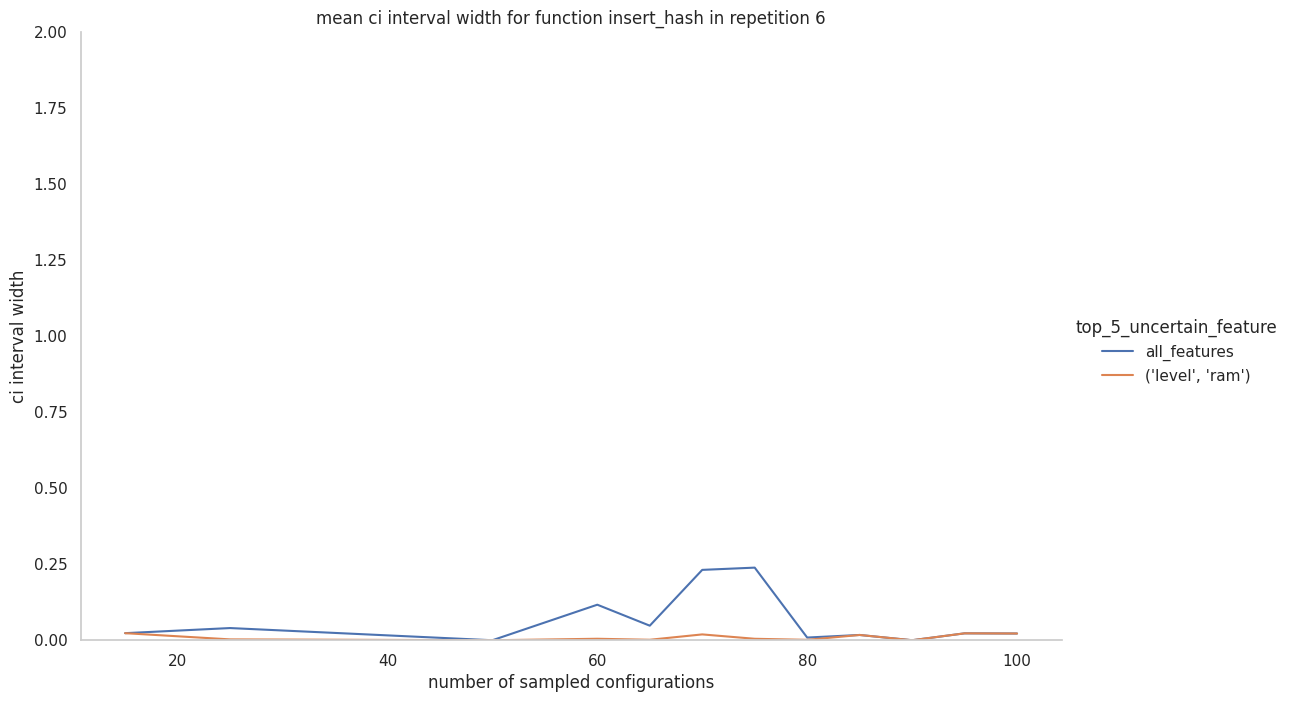 mean ci interval width for function insert_hash in repetition 6
2.00
1.75
1.50
1.25
1.00
0.75
0.50
0.25
0.00
ci interval width
20
40
60
80
100
number of sampled configurations
top_5_uncertain_feature
all_features
('level', 'ram')